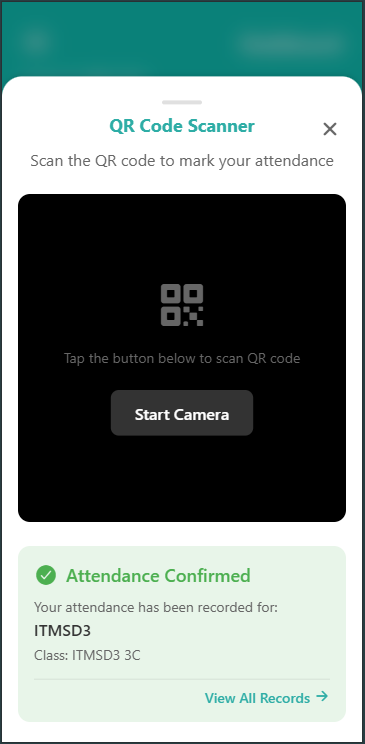 QR Code Scanner
Scan the QR code to mark your attendance
Tap the button below to scan QR code
Start Camera
Attendance Confirmed
Your attendance has been recorded for:
ITMSD3
Class: ITMSD3 3C
View All Records →